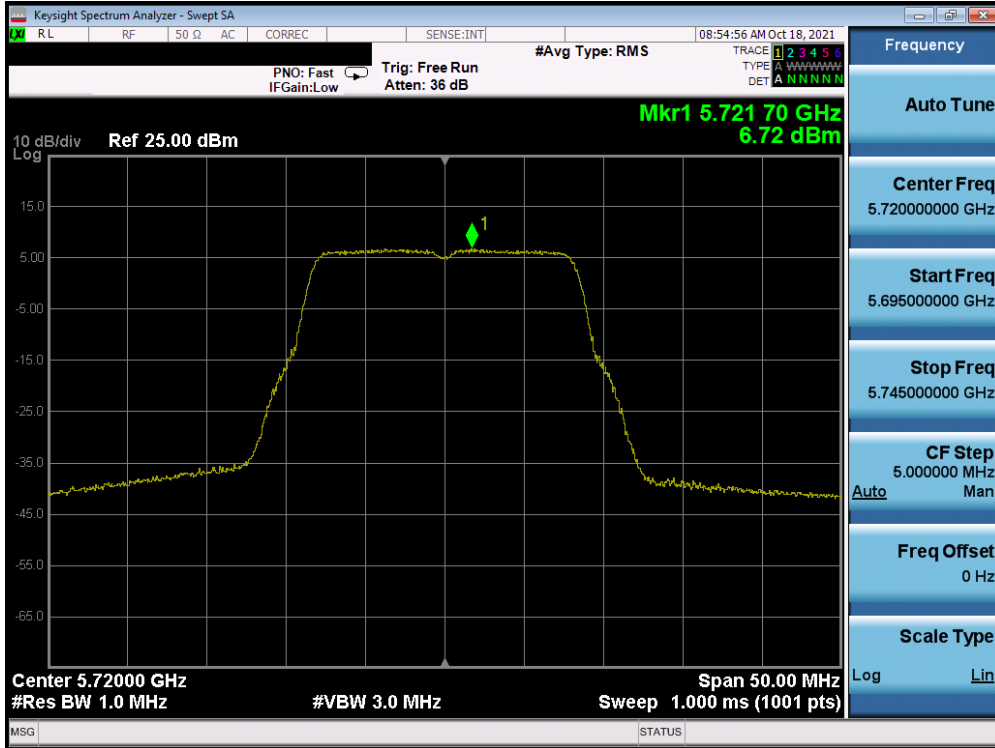 Keysight Spectrum Analyzer - Swept SA
LXI RL RF 50 Ω AC CORREC SENSE:INT 08:54:56 AM Oct 18, 2021
#Avg Type: RMS TRACE 1 2 3 4 5 6
PNO: Fast Trig: Free Run TYPE A WWWWW
IFGain:Low Atten: 36 dB DET A N N N N N
Mkr1 5.721 70 GHz
6.72 dBm
10 dB/div Ref 25.00 dBm
Log
15.0
1
5.00
-5.00
-15.0
-25.0
-35.0
-45.0
-55.0
-65.0
Center 5.72000 GHz Span 50.00 MHz
#Res BW 1.0 MHz #VBW 3.0 MHz Sweep 1.000 ms (1001 pts)
MSG STATUS
Frequency
Auto Tune
Center Freq
5.720000000 GHz
Start Freq
5.695000000 GHz
Stop Freq
5.745000000 GHz
CF Step
5.000000 MHz
Auto Man
Freq Offset
0 Hz
Scale Type
Log Lin